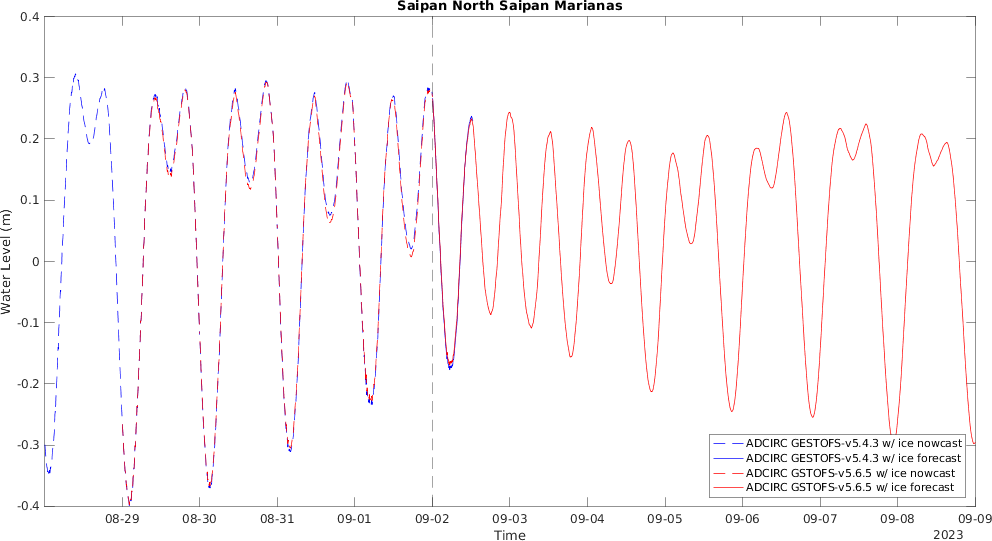 Saipan North Saipan Marianas
0.4
0.3
0.2
0.1
0
-0.1
-0.2
-0.3
-0.4
Water Level (m)
ADCIRC GESTOFS-v5.4.3 w/ ice nowcast
ADCIRC GESTOFS-v5.4.3 w/ ice forecast
ADCIRC GSTOFS-v5.6.5 w/ ice nowcast
ADCIRC GSTOFS-v5.6.5 w/ ice forecast
08-29 08-30 08-31 09-01 09-02 09-03 09-04 09-05 09-06 09-07 09-08 09-09
Time
2023